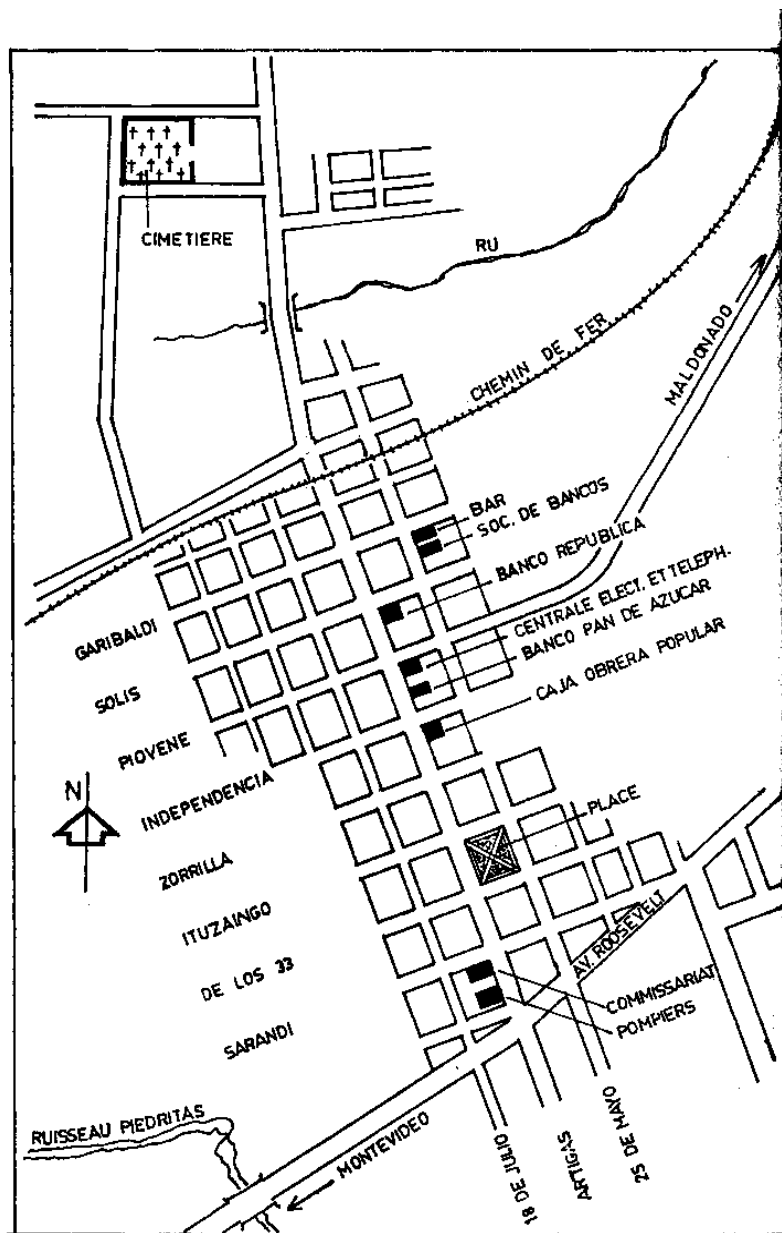 CIMETIERE
RU
CHEMIN DE FER
MALDONADO
BAR
SOC. DE BANCOS
BANCO REPUBLICA
CENTRALE ELECT. ET TELEPH.
BANCO PAN DE AZUCAR
CAJA OBRERA POPULAR
GARIBALDI
SOLIS
PIOVENE
INDEPENDENCIA
ZORRILLA
ITUZAINGO
DE LOS 33
SARANDI
N
PLACE
AV. ROOSEVELT
COMMISSARIAT
POMPIERS
RUISSEAU PIEDRITAS
MONTEVIDEO
18 DE JULIO
ARTIGAS
25 DE MAYO